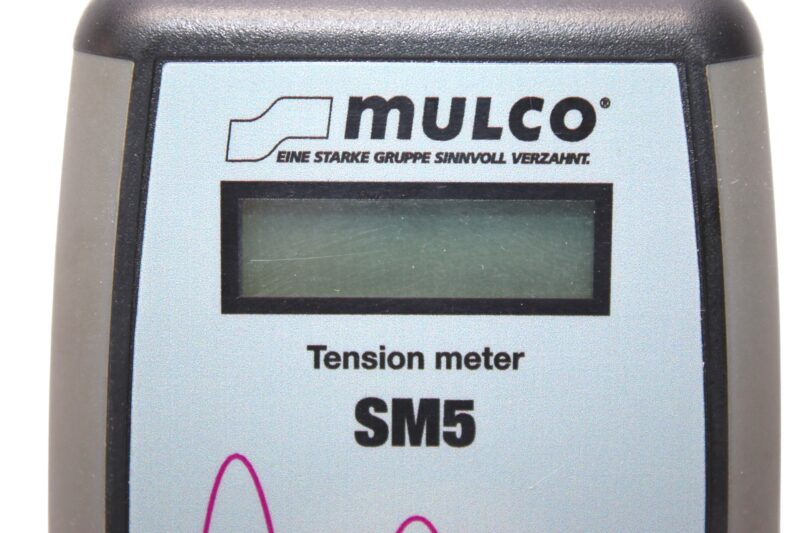 MULCO®
EINE STARKE GRUPPE SINNVOLL VERZAHNT.
Tension meter
SM5